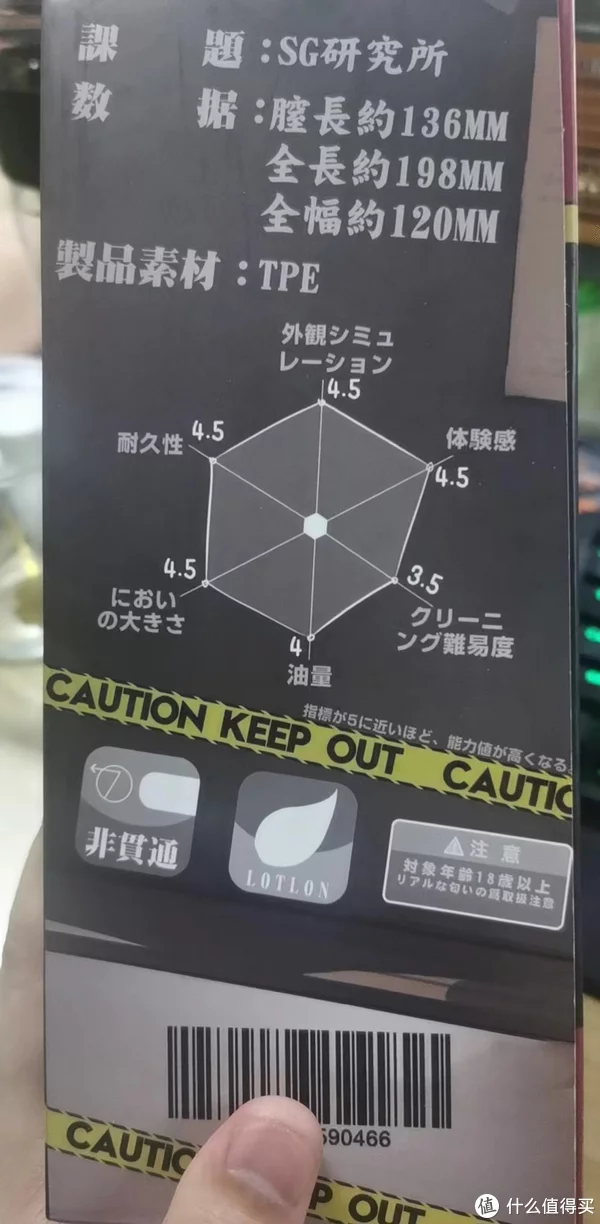 課 題：SG研究所
数 据：膣長約136MM
全長約198MM
全幅約120MM
製品素材：TPE
外観シミュ
レーション
4.5
耐久性 4.5
体験感
4.5
4.5
におい
の大きさ
3.5
クリーニ
ング難易度
4
油量
指標が5に近いほど、能力値が高くなる
CAUTION KEEP OUT CAUTIO
非貫通
LOTLON
注意
対象年齢18歳以上
リアルな匂いの為取扱注意
590466
CAUTIO KEEP OUT
值 什么值得买